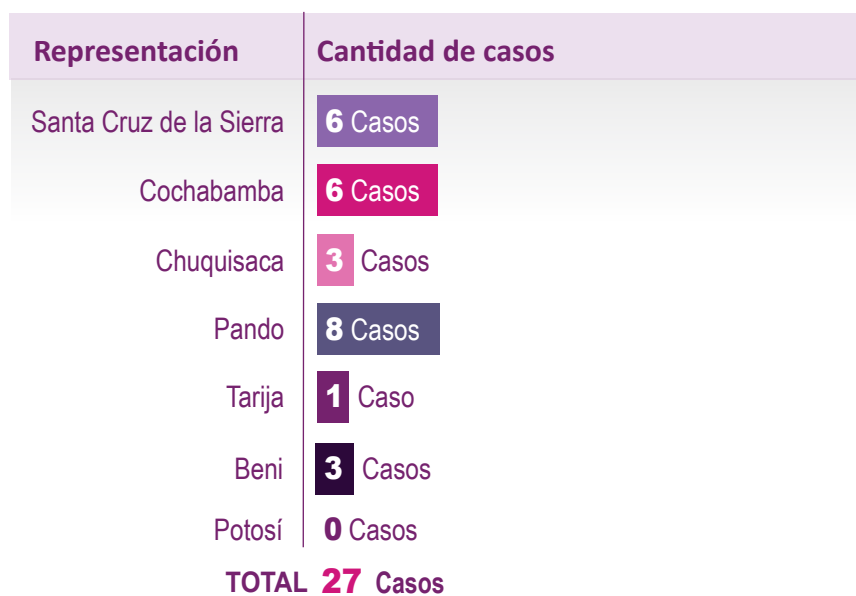 Representación Cantidad de casos
Santa Cruz de la Sierra 6 Casos
Cochabamba 6 Casos
Chuquisaca 3 Casos
Pando 8 Casos
Tarija 1 Caso
Beni 3 Casos
Potosí 0 Casos
TOTAL 27 Casos